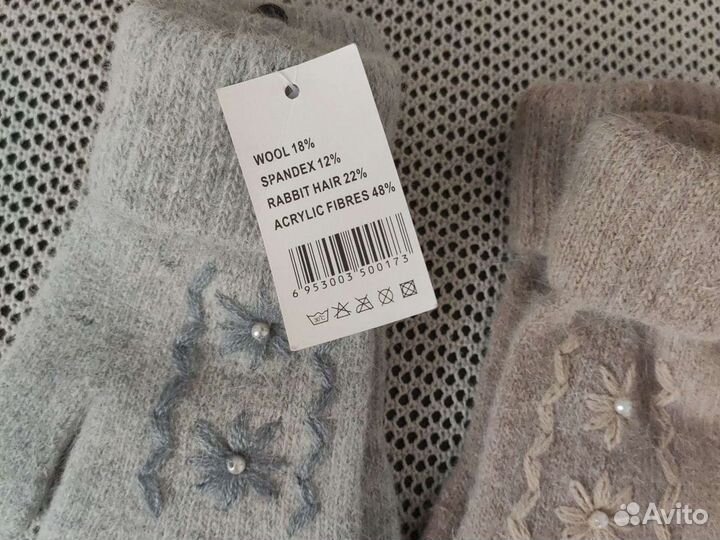 WOOL 18%
SPANDEX 12%
RABBIT HAIR 22%
ACRYLIC FIBRES 48%
6 953003 500173
Avito